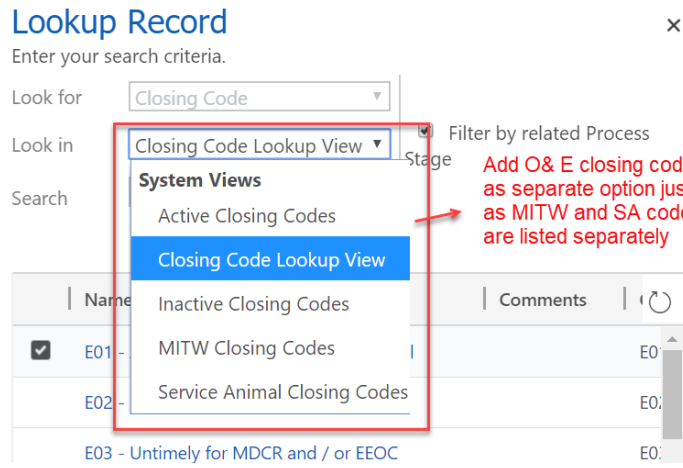 Lookup Record
Enter your search criteria.
Look for Closing Code
Look in Closing Code Lookup View
Filter by related Process
Stage
Search
System Views
Active Closing Codes
Closing Code Lookup View
Inactive Closing Codes
MITW Closing Codes
Service Animal Closing Codes
Add O& E closing cod
as separate option jus
as MITW and SA code
are listed separately
Name Comments
E01 -
E02 -
E03 - Untimely for MDCR and / or EEOC